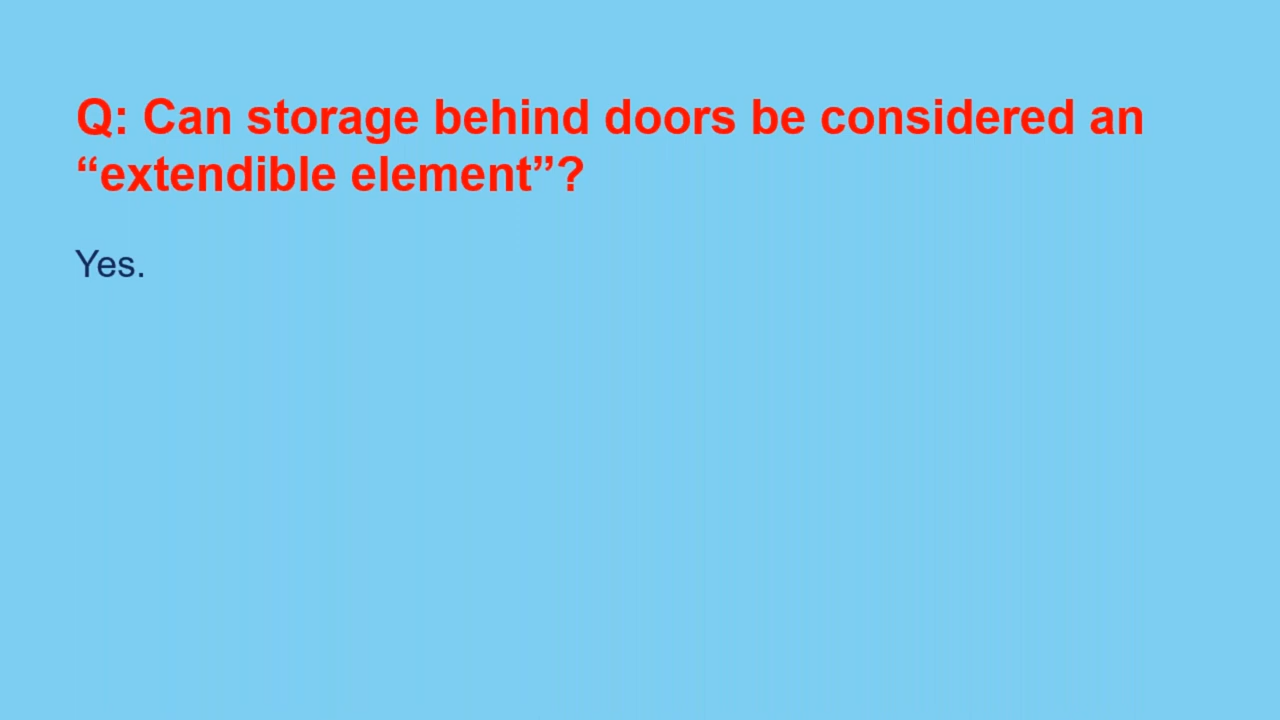 Q: Can storage behind doors be considered an
“extendible element”?
Yes.